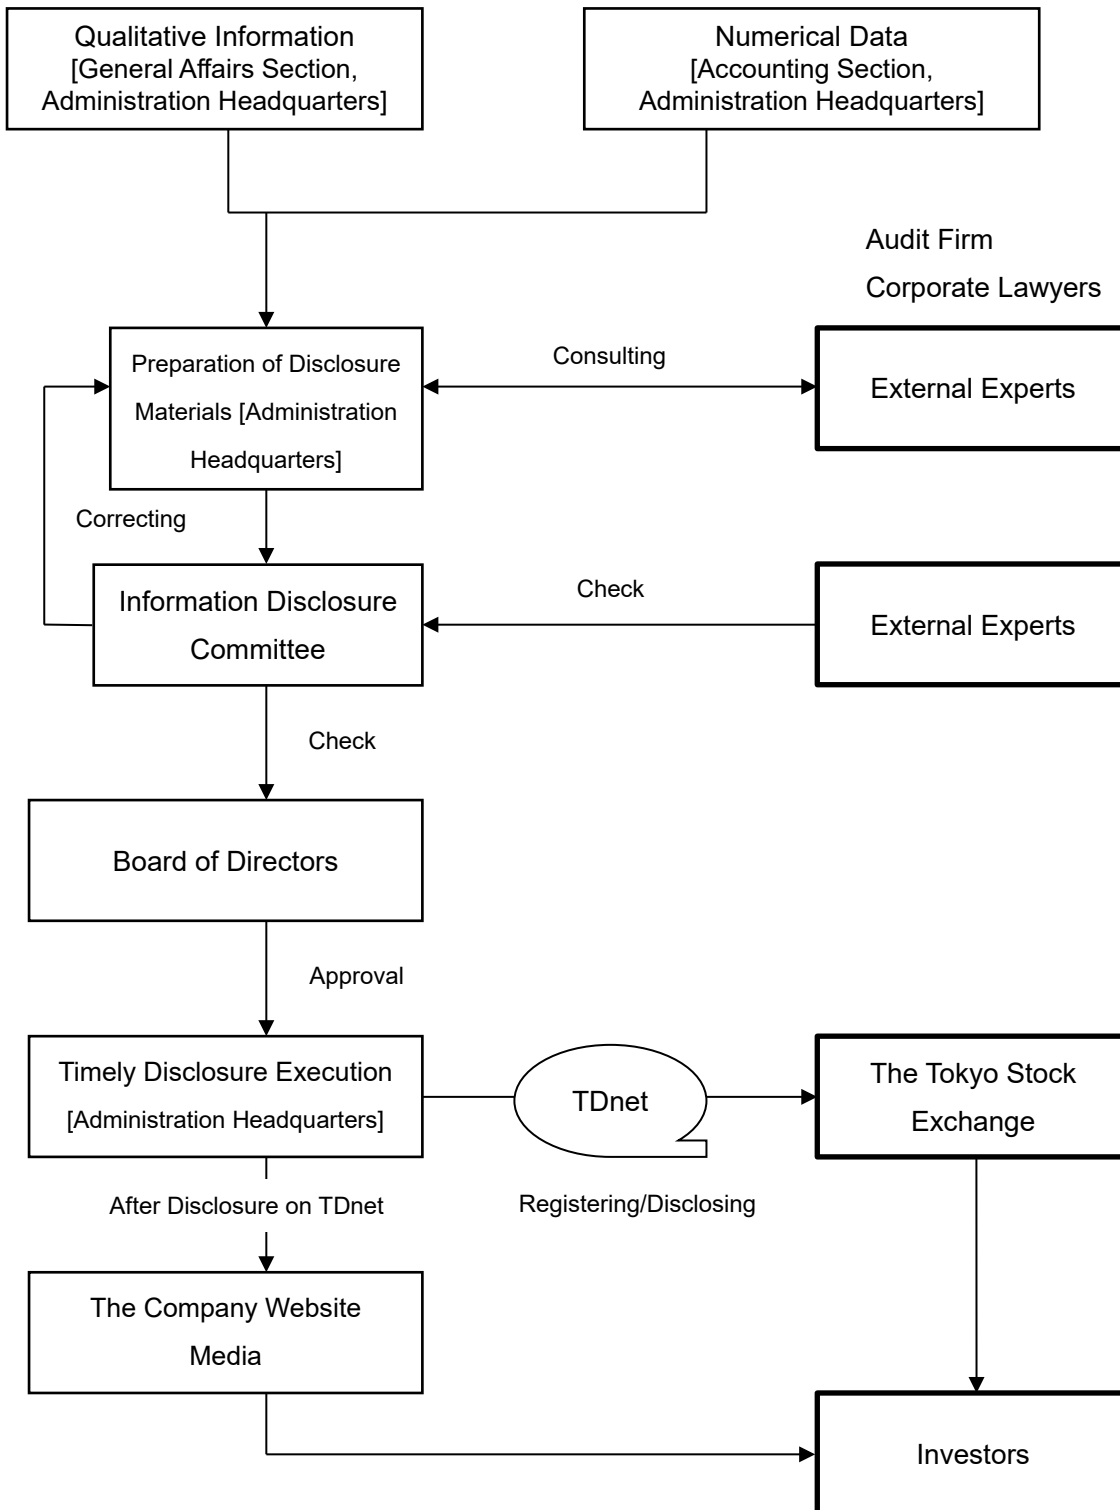 Qualitative Information
[General Affairs Section,
Administration Headquarters]
Numerical Data
[Accounting Section,
Administration Headquarters]
Audit Firm
Corporate Lawyers
Preparation of Disclosure
Materials [Administration
Headquarters]
Consulting
External Experts
Correcting
Information Disclosure
Committee
Check
External Experts
Check
Board of Directors
Approval
Timely Disclosure Execution
[Administration Headquarters]
TDnet
The Tokyo Stock
Exchange
After Disclosure on TDnet
Registering/Disclosing
The Company Website
Media
Investors